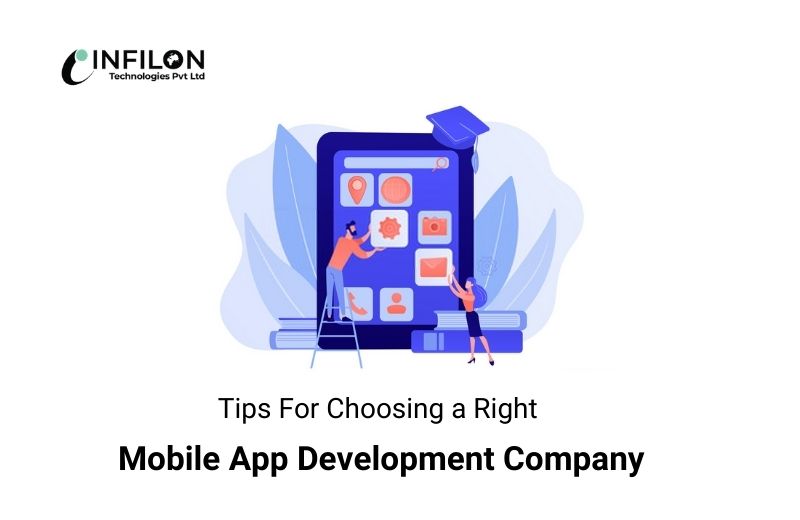 INFILON
Technologies Pvt Ltd
Tips For Choosing a Right
Mobile App Development Company